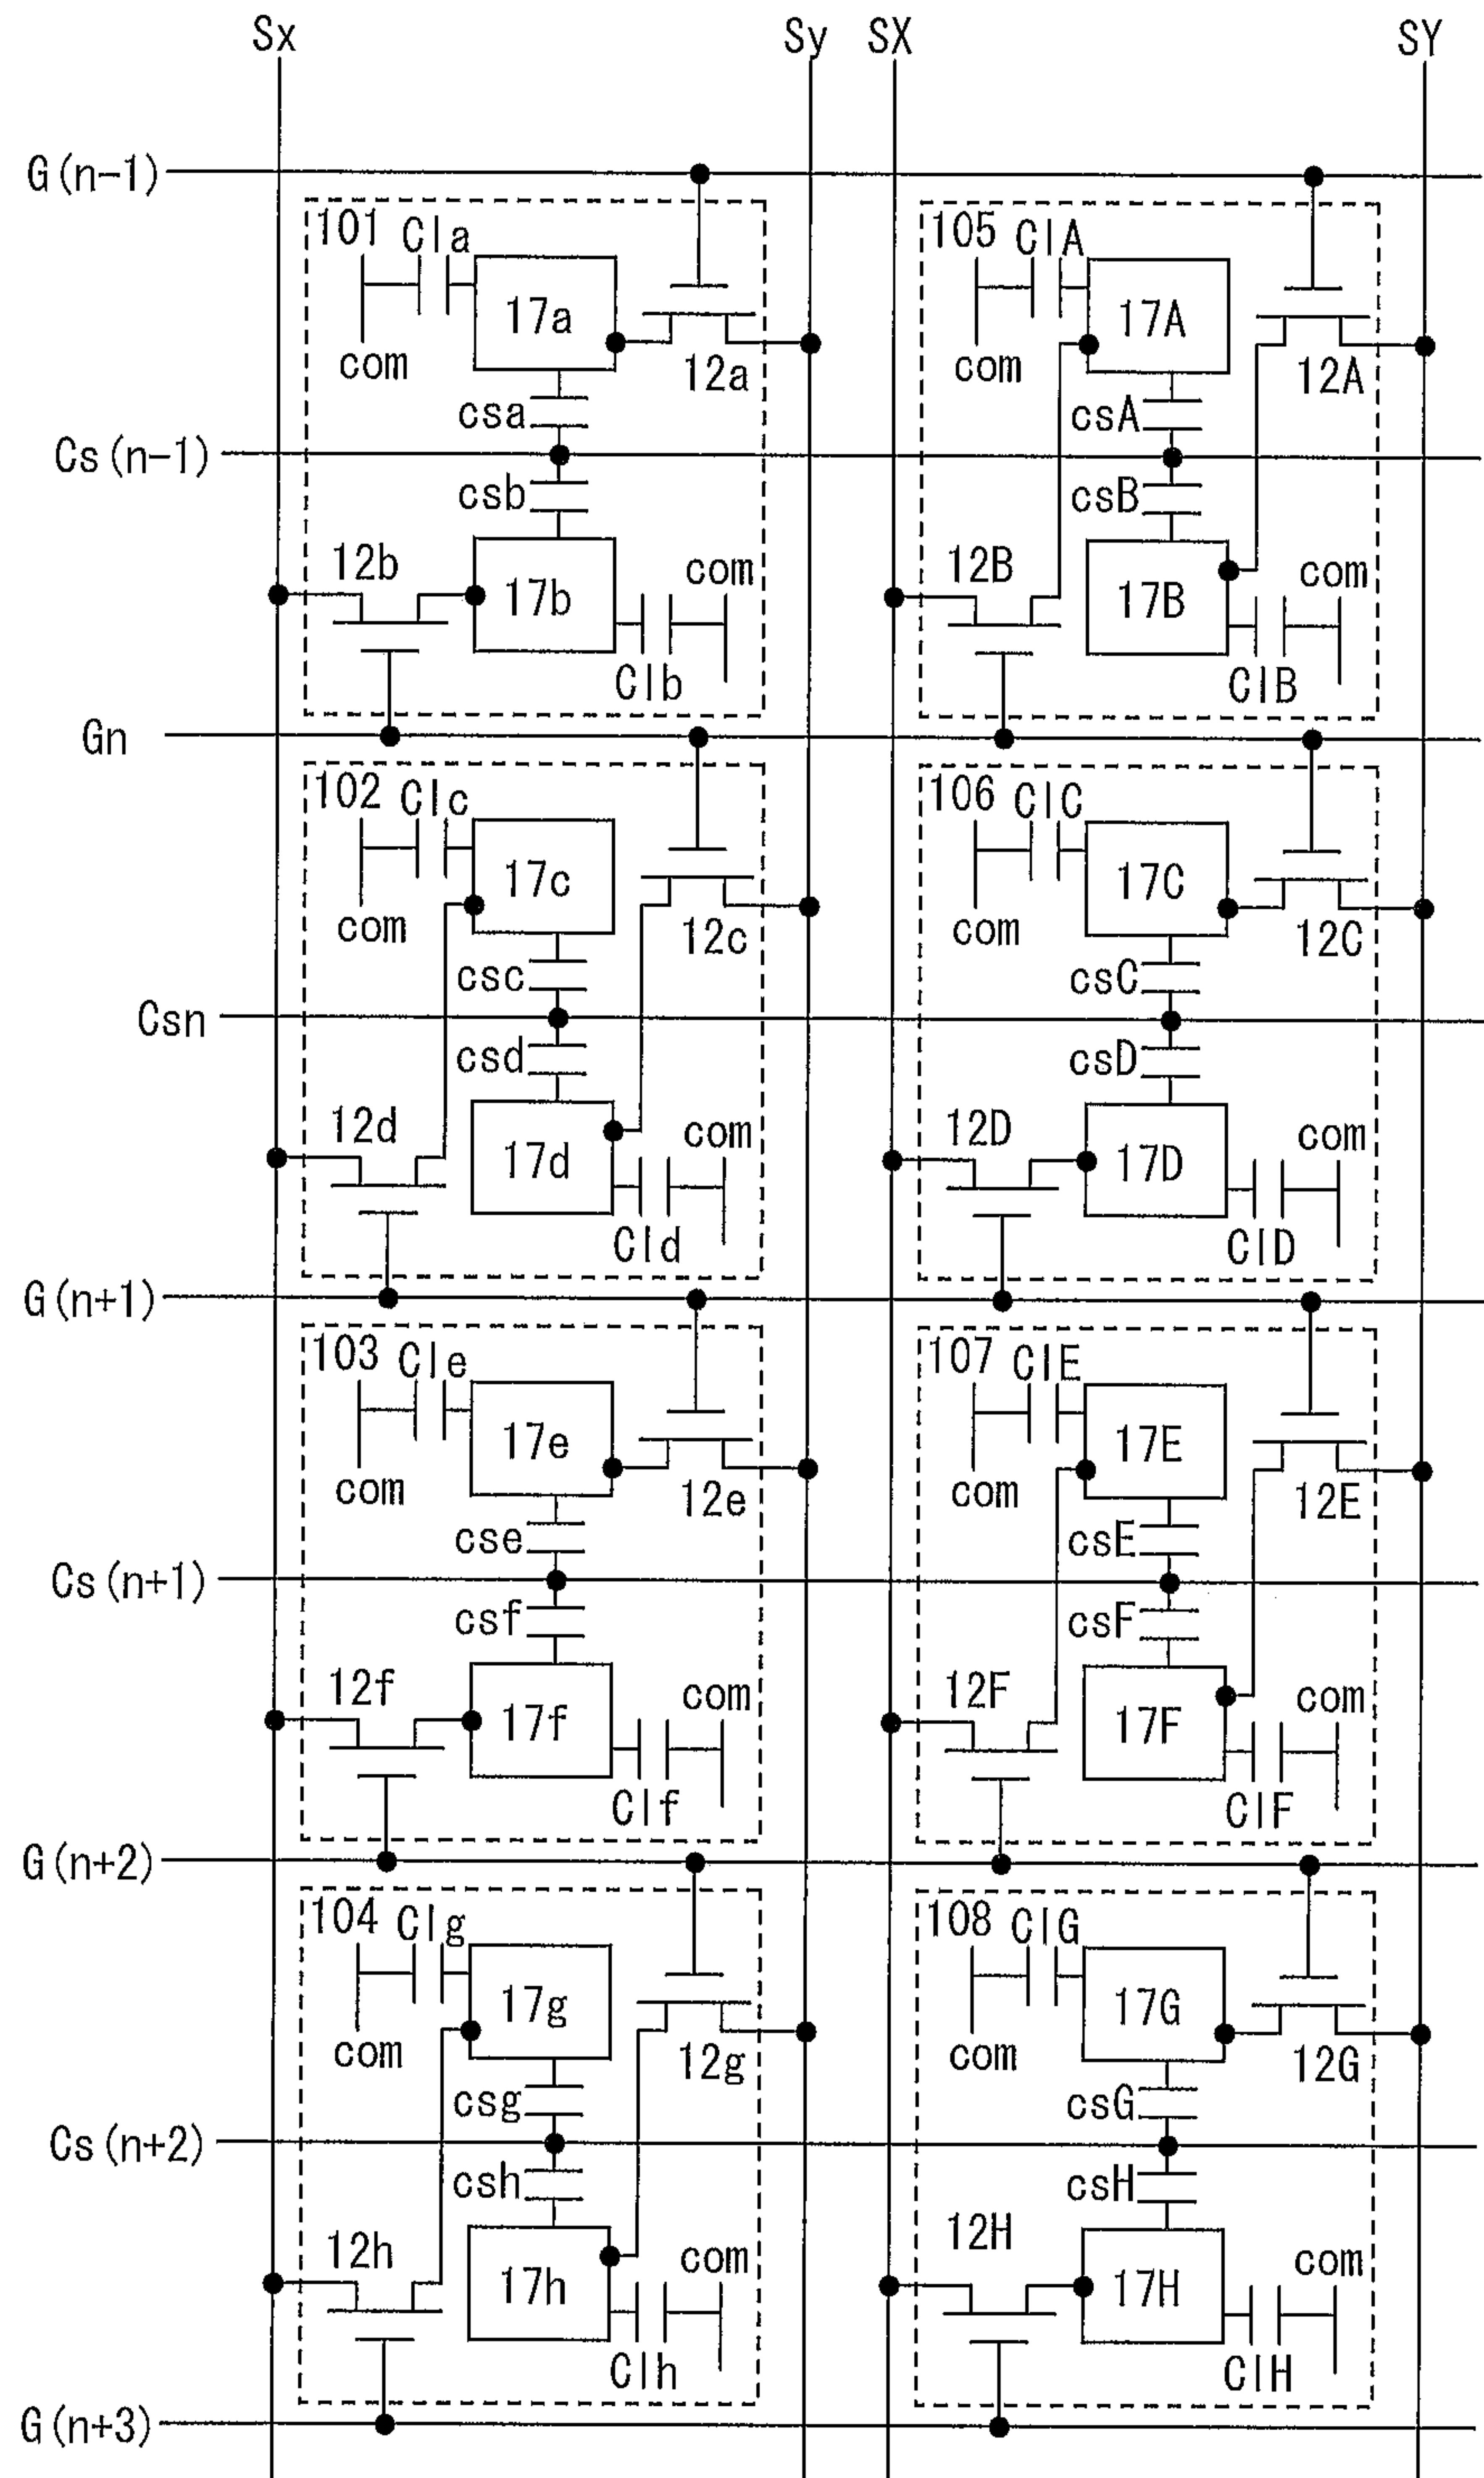 Sx Sy SX SY
G(n-1)
101 Cla 105 ClA
17a 17A
com 12a com 12A
csa csA
Cs(n-1)
csb csB
12b com 12B com
17b 17B
Clb ClB
Gn
102 Clc 106 ClC
17c 17C
com 12c com 12C
csc csC
Csn
csd csD
12d com 12D com
17d 17D
Cld ClD
G(n+1)
103 Cle 107 ClE
17e 17E
com 12e com 12E
cse csE
Cs(n+1)
csf csF
12f com 12F com
17f 17F
Clf ClF
G(n+2)
104 Clg 108 ClG
17g 17G
com 12g com 12G
csg csG
Cs(n+2)
csh csH
12h com 12H com
17h 17H
Clh ClH
G(n+3)